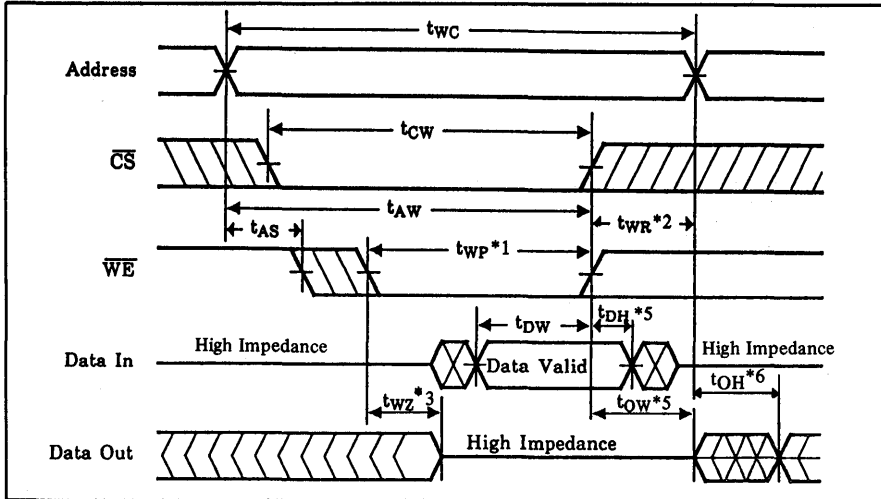 tWC
Address
tCW
CS
tAW
tAS
tWR*2
WE
tWP*1
tDW
tDH*5
High Impedance
High Impedance
Data In
Data Valid
tOH*6
tWZ*3
tOW*5
High Impedance
Data Out